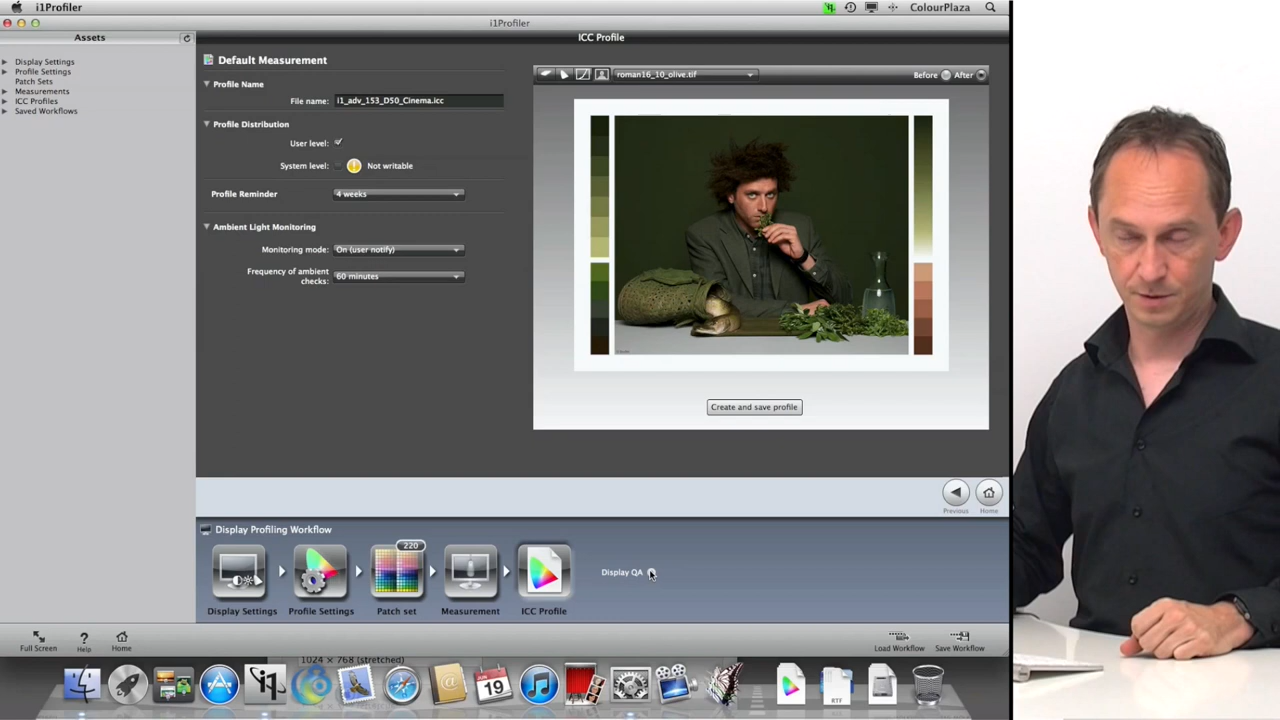 i1Profiler
ColourPlaza
i1Profiler
Assets
ICC Profile
Display Settings
Profile Settings
Patch Sets
Measurements
ICC Profiles
Saved Workflows
Default Measurement
Profile Name
File name: i1_adv_153_D50_Cinema.icc
Profile Distribution
User level:
System level: Not writable
Profile Reminder 4 weeks
Ambient Light Monitoring
Monitoring mode: On (user notify)
Frequency of ambient
checks: 60 minutes
roman16_10_olive.tif
Before After
Create and save profile
Previous Home
Display Profiling Workflow
220
Display QA
Display Settings Profile Settings Patch set Measurement ICC Profile
Full Screen Help Home
Load Workflow Save Workflow
1024 × 768 (stretched)
JUN
19
RTF